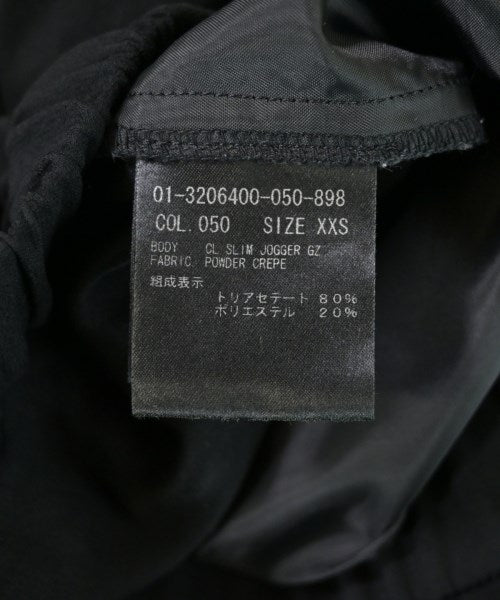 01-3206400-050-898
COL.050 SIZE XXS
BODY CL SLIM JOGGER GZ
FABRIC POWDER CREPE
組成表示
トリアセテート 80%
ポリエステル 20%